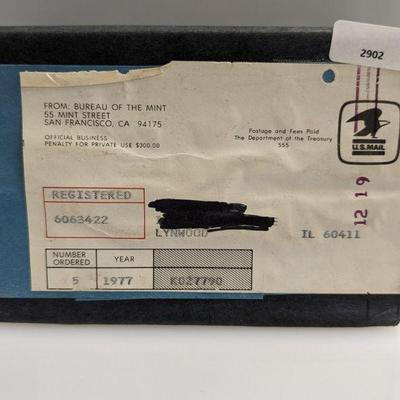 2902
FROM: BUREAU OF THE MINT
55 MINT STREET
SAN FRANCISCO, CA 94175
OFFICIAL BUSINESS
PENALTY FOR PRIVATE USE $300.00
Postage and Fees Paid
The Department of the Treasury
555
U.S.MAIL
12 19
REGISTERED
6063422
LYNWOOD IL 60411
NUMBER ORDERED YEAR
5 1977 K027790